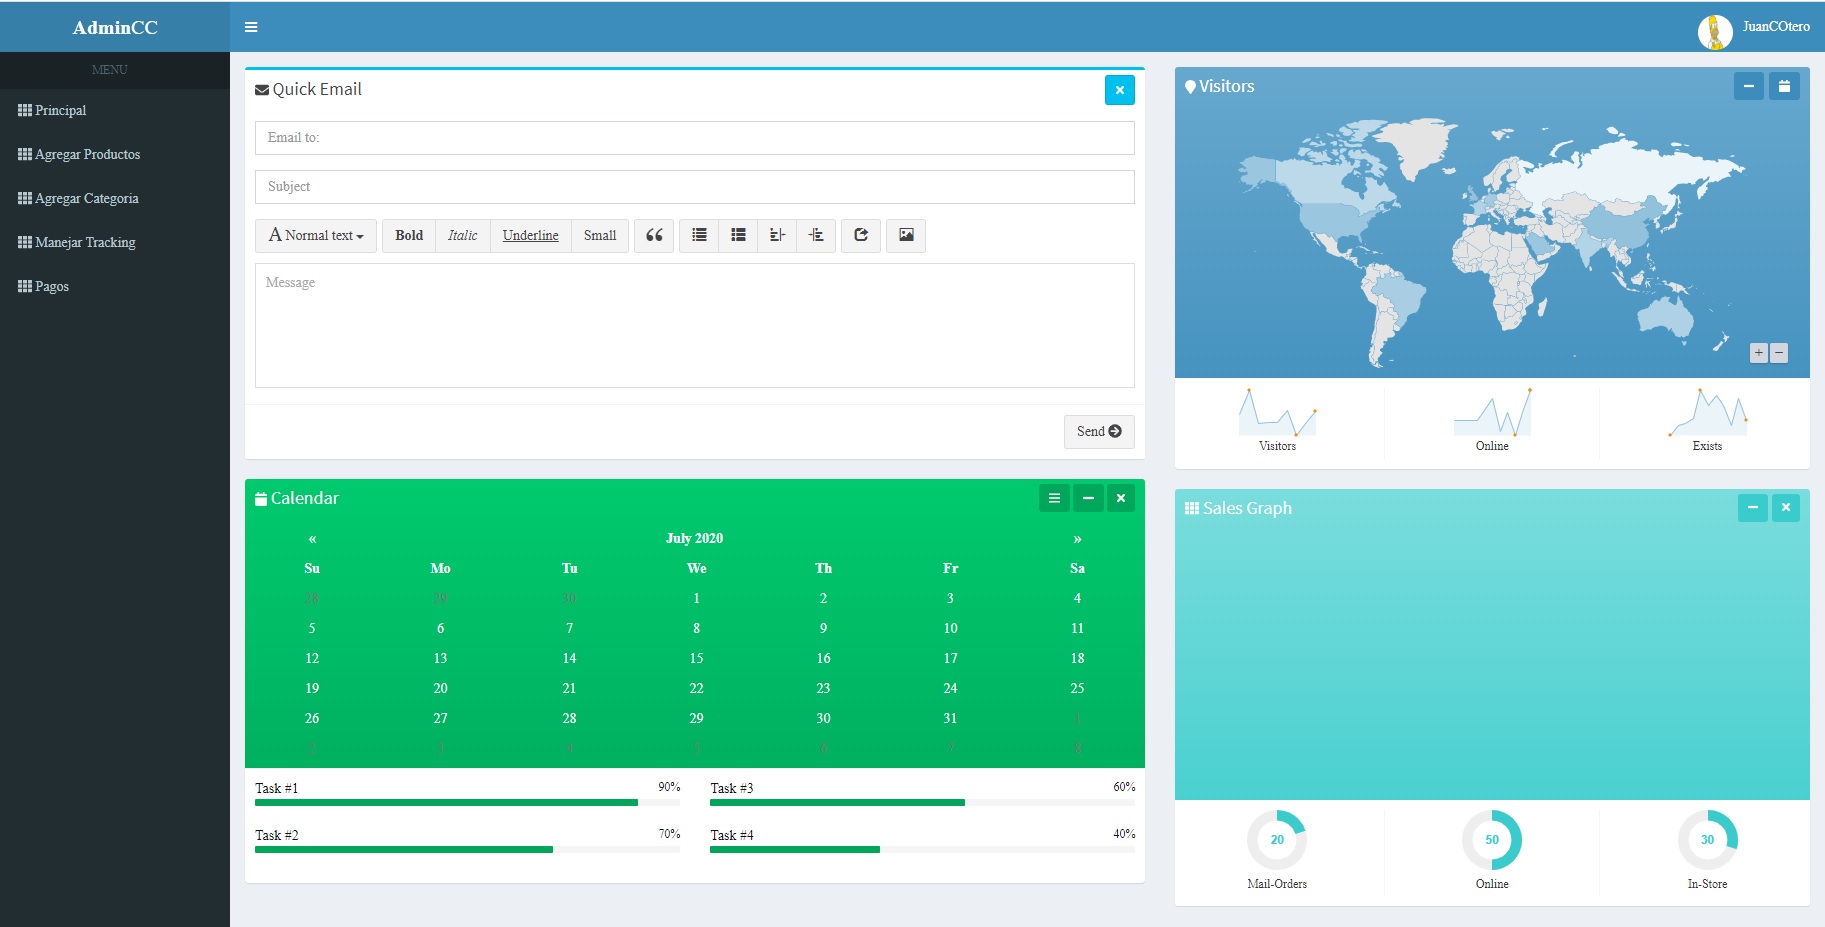 AdminCC
JuanCOtero
MENU
Principal
Agregar Productos
Agregar Categoria
Manejar Tracking
Pagos
Quick Email
Email to:
Subject
A Normal text
Bold
Italic
Underline
Small
Message
Send
Calendar
« July 2020 »
Su Mo Tu We Th Fr Sa
28 29 30 1 2 3 4
5 6 7 8 9 10 11
12 13 14 15 16 17 18
19 20 21 22 23 24 25
26 27 28 29 30 31 1
2 3 4 5 6 7 8
Task #1 90%
Task #3 60%
Task #2 70%
Task #4 40%
Visitors
+ −
Visitors
Online
Exists
Sales Graph
20
50
30
Mail-Orders
Online
In-Store